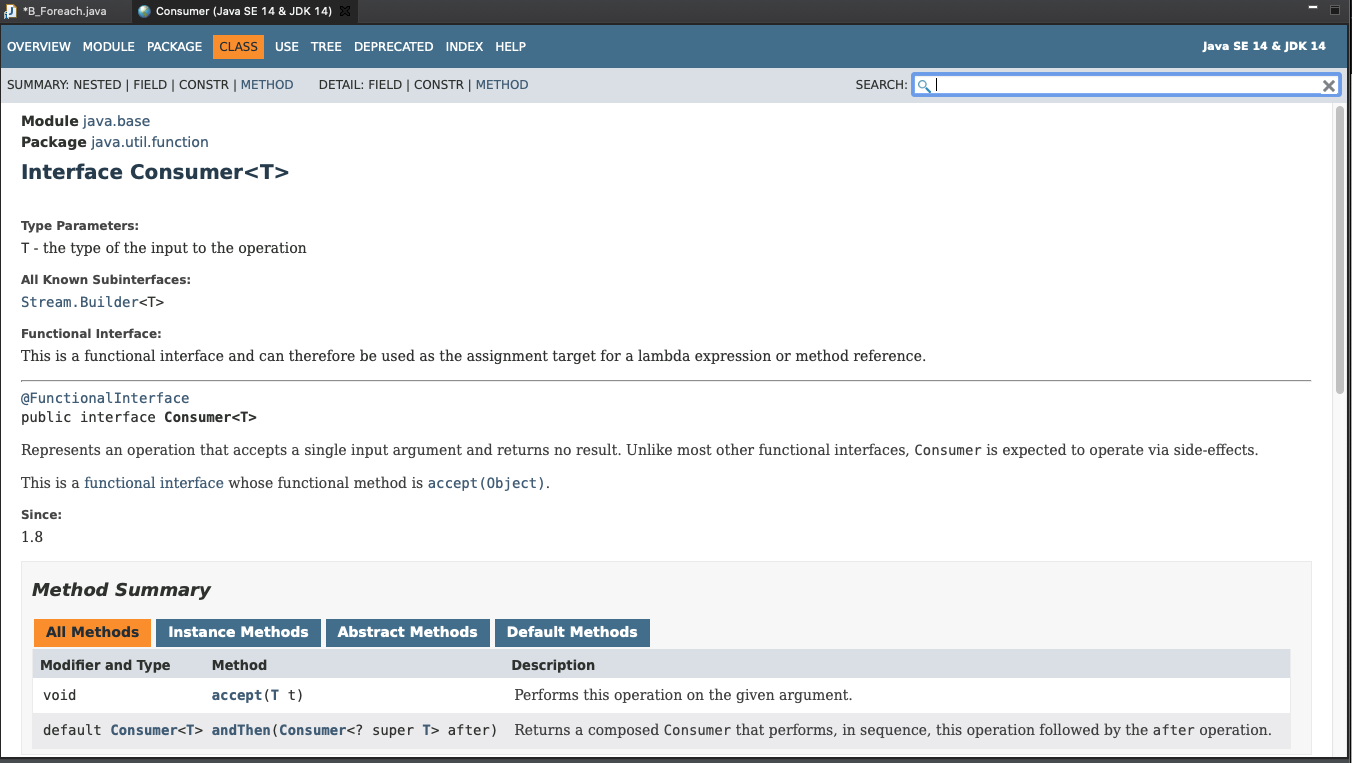 *B_Foreach.java Consumer (Java SE 14 & JDK 14)
OVERVIEW MODULE PACKAGE CLASS USE TREE DEPRECATED INDEX HELP Java SE 14 & JDK 14
SUMMARY: NESTED | FIELD | CONSTR | METHOD DETAIL: FIELD | CONSTR | METHOD SEARCH:
Module java.base
Package java.util.function
Interface Consumer<T>
Type Parameters:
T - the type of the input to the operation
All Known Subinterfaces:
Stream.Builder<T>
Functional Interface:
This is a functional interface and can therefore be used as the assignment target for a lambda expression or method reference.
@FunctionalInterface
public interface Consumer<T>
Represents an operation that accepts a single input argument and returns no result. Unlike most other functional interfaces, Consumer is expected to operate via side-effects.
This is a functional interface whose functional method is accept(Object).
Since:
1.8
Method Summary
All Methods Instance Methods Abstract Methods Default Methods
Modifier and Type Method Description
void accept(T t) Performs this operation on the given argument.
default Consumer<T> andThen(Consumer<? super T> after) Returns a composed Consumer that performs, in sequence, this operation followed by the after operation.